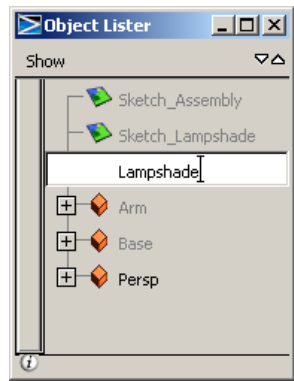 Object Lister
Show
Sketch_Assembly
Sketch_Lampshade
Lampshade
Arm
Base
Persp